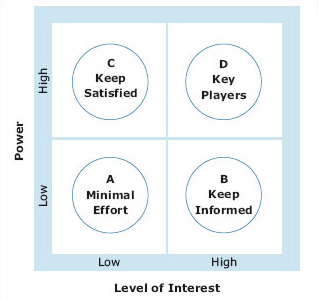 C
Keep
Satisfied
D
Key
Players
High
Power
A
Minimal
Effort
B
Keep
Informed
Low
Low
High
Level of Interest